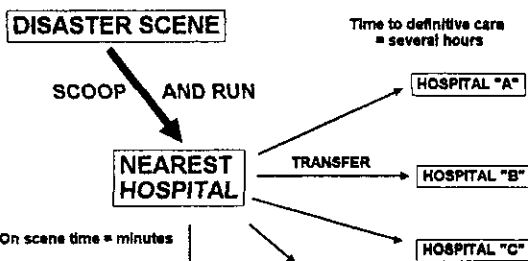 DISASTER SCENE
Time to definitive care
= several hours
SCOOP AND RUN
HOSPITAL "A"
NEAREST
HOSPITAL
TRANSFER
HOSPITAL "B"
On scene time = minutes
HOSPITAL "C"